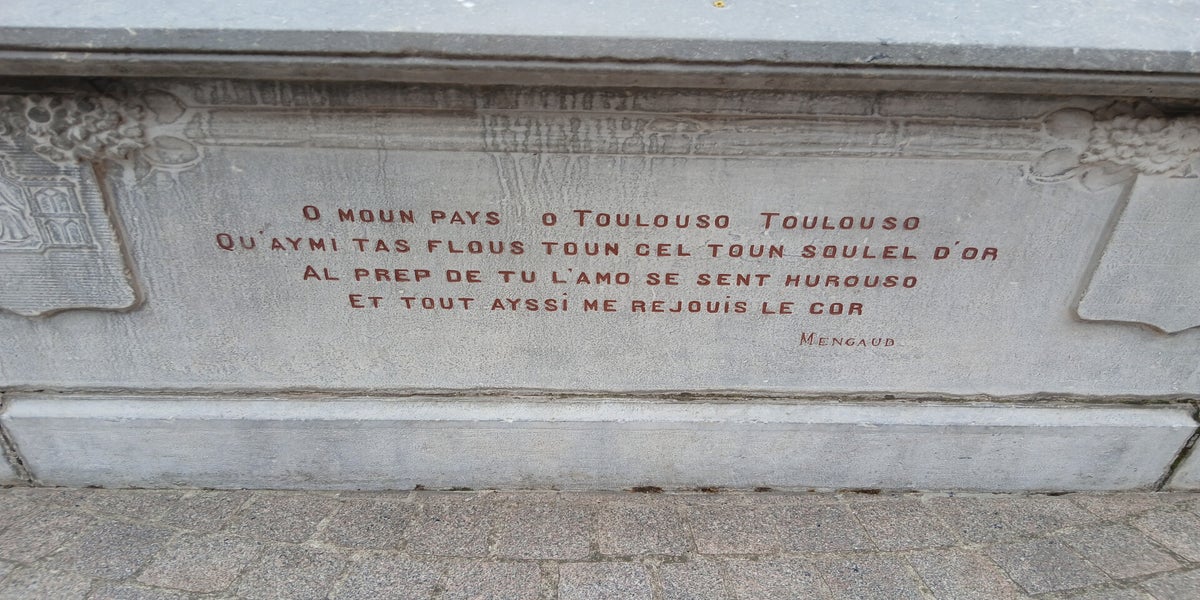 O MOUN PAYS O TOULOUSO TOULOUSO
QU'AYMI TAS FLOUS TOUN CEL TOUN SOULEL D'OR
AL PREP DE TU L'AMO SE SENT HUROUSO
ET TOUT AYSSi ME REJOUiS LE COR
MENGAUD